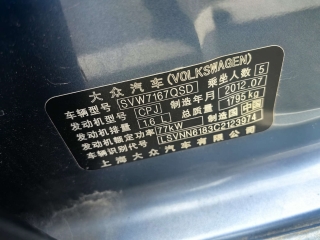 大众汽车(VOLKSWAGEN)
车辆型号 SVW7167QSD 乘坐人数 5
发动机型号 CPJ 制造年月 2012.07
发动机排量 1.6 L 总质量 1795 kg
发动机额定功率 77kW 制造国 中国
车辆识别代号 LSVNN6183C2123974
上海大众汽车有限公司